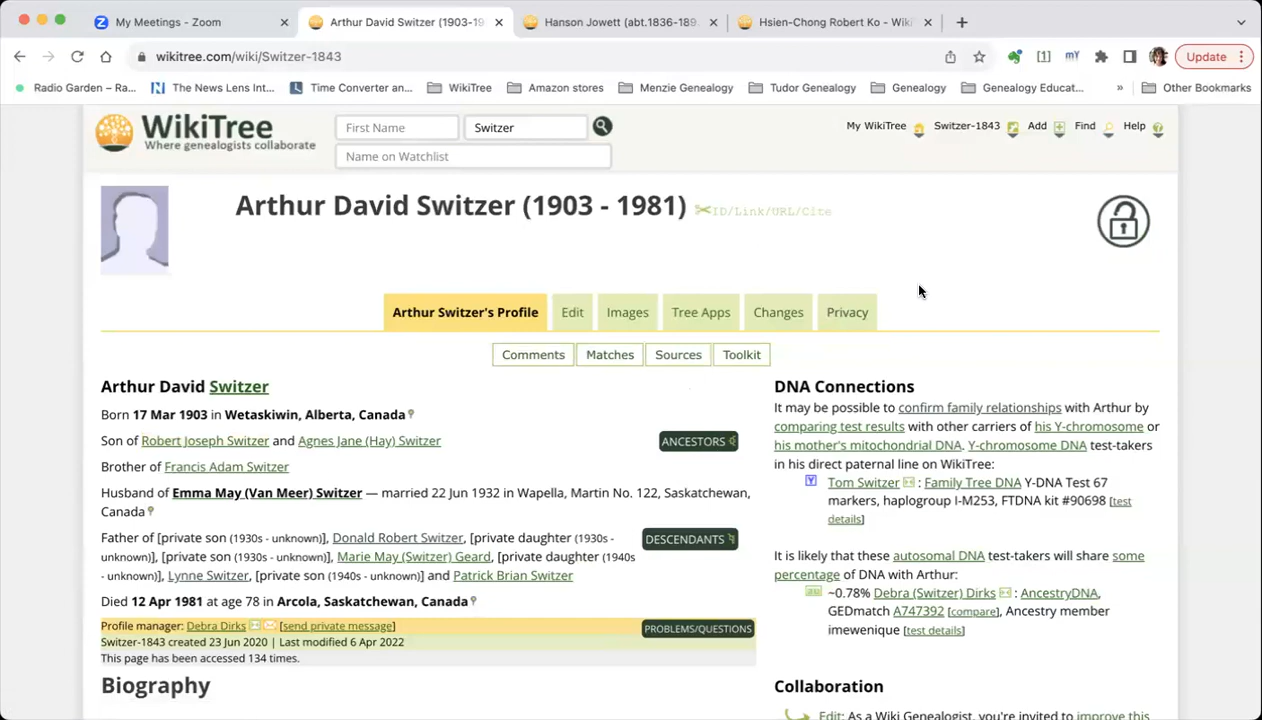 My Meetings - Zoom
Arthur David Switzer (1903-19
Hanson Jowett (abt.1836-189
Hsien-Chong Robert Ko - Wiki
wikitree.com/wiki/Switzer-1843
[1]
mY
Update
Radio Garden – Ra...
The News Lens Int...
Time Converter an...
WikiTree
Amazon stores
Menzie Genealogy
Tudor Genealogy
Genealogy
Genealogy Educat...
»
Other Bookmarks
WikiTree
Where genealogists collaborate
First Name
Switzer
Name on Watchlist
My WikiTree
Switzer-1843
Add
Find
Help
Arthur David Switzer (1903 - 1981)
ID/Link/URL/Cite
Arthur Switzer's Profile
Edit
Images
Tree Apps
Changes
Privacy
Comments
Matches
Sources
Toolkit
Arthur David Switzer
Born 17 Mar 1903 in Wetaskiwin, Alberta, Canada
Son of Robert Joseph Switzer and Agnes Jane (Hay) Switzer
ANCESTORS
Brother of Francis Adam Switzer
Husband of Emma May (Van Meer) Switzer — married 22 Jun 1932 in Wapella, Martin No. 122, Saskatchewan,
Canada
Father of [private son (1930s - unknown)], Donald Robert Switzer, [private daughter (1930s -
unknown)], [private son (1930s - unknown)], Marie May (Switzer) Geard, [private daughter (1940s
- unknown)], Lynne Switzer, [private son (1940s - unknown)] and Patrick Brian Switzer
DESCENDANTS
Died 12 Apr 1981 at age 78 in Arcola, Saskatchewan, Canada
Profile manager: Debra Dirks [send private message]
PROBLEMS/QUESTIONS
Switzer-1843 created 23 Jun 2020 | Last modified 6 Apr 2022
This page has been accessed 134 times.
Biography
DNA Connections
It may be possible to confirm family relationships with Arthur by
comparing test results with other carriers of his Y-chromosome or
his mother's mitochondrial DNA. Y-chromosome DNA test-takers
in his direct paternal line on WikiTree:
Y Tom Switzer : Family Tree DNA Y-DNA Test 67
markers, haplogroup I-M253, FTDNA kit #90698 [test
details]
It is likely that these autosomal DNA test-takers will share some
percentage of DNA with Arthur:
~0.78% Debra (Switzer) Dirks : AncestryDNA,
GEDmatch A747392 [compare], Ancestry member
imewenique [test details]
Collaboration
Edit: As a Wiki Genealogist, you're invited to improve this